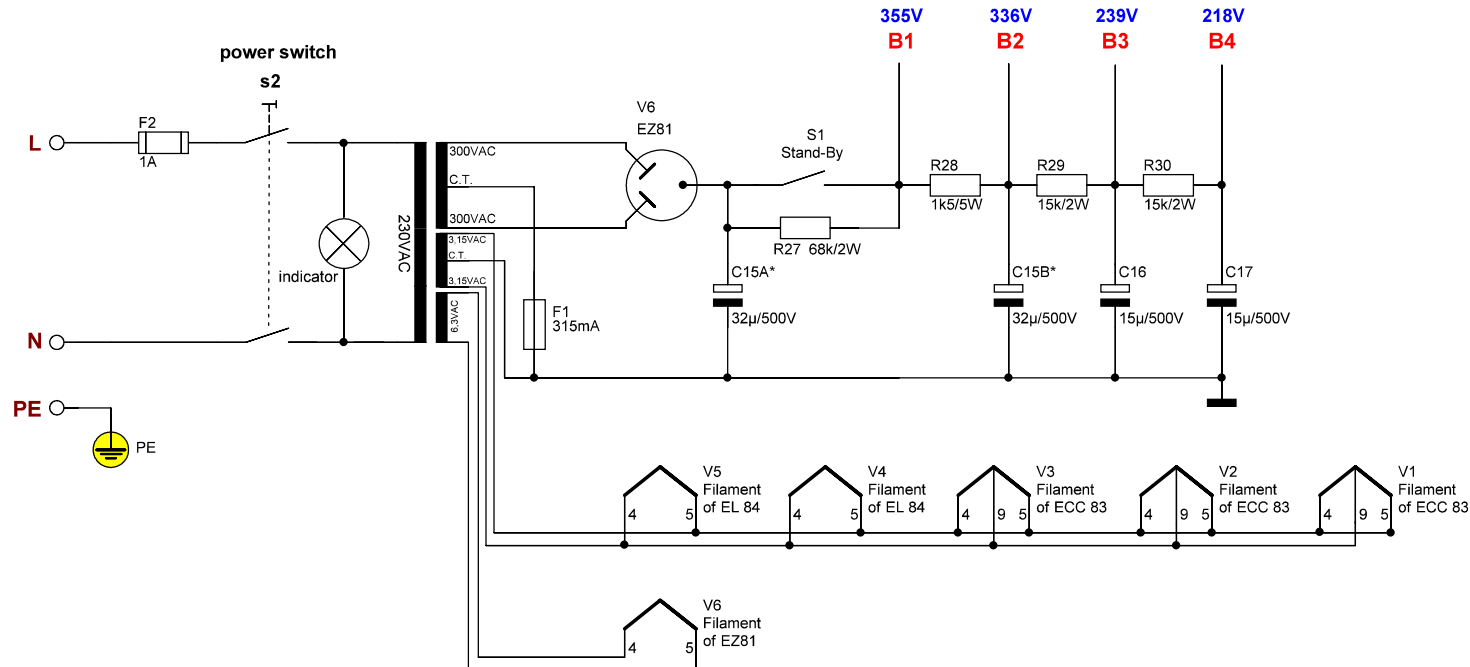 355V 336V 239V 218V
B1 B2 B3 B4
power switch
s2
V6
EZ81
F2
1A
L
S1
Stand-By
300VAC
C.T.
300VAC
230VAC
3,15VAC
C.T.
3,15VAC
6,3VAC
R28
1k5/5W
R29
15k/2W
R30
15k/2W
R27 68k/2W
indicator
C15A*
32µ/500V
C15B*
32µ/500V
C16
15µ/500V
C17
15µ/500V
F1
315mA
N
PE
PE
V5
Filament
of EL 84
4 5
V4
Filament
of EL 84
4 5
V3
Filament
of ECC 83
4 9 5
V2
Filament
of ECC 83
4 9 5
V1
Filament
of ECC 83
4 9 5
V6
Filament
of EZ81
4 5